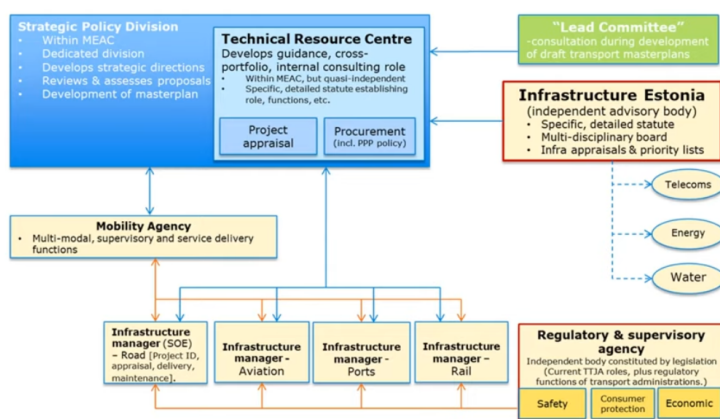 Strategic Policy Division
• Within MEAC
• Dedicated division
• Develops strategic directions
• Reviews & assesses proposals
• Development of masterplan
Technical Resource Centre
Develops guidance, cross-
portfolio, internal consulting role
• Within MEAC, but quasi-independent
• Specific, detailed statute establishing
role, functions, etc.
Project
appraisal
Procurement
(incl. PPP policy)
“Lead Committee”
-consultation during development
of draft transport masterplans
Infrastructure Estonia
(independent advisory body)
• Specific, detailed statute
• Multi-disciplinary board
• Infra appraisals & priority lists
Telecoms
Energy
Water
Mobility Agency
• Multi-modal, supervisory and service delivery
functions
Infrastructure
manager (SOE)
– Road [Project ID,
appraisal, delivery,
maintenance].
Infrastructure
manager -
Aviation
Infrastructure
manager -
Ports
Infrastructure
manager –
Rail
Regulatory & supervisory
agency
Independent body constituted by legislation
(Current TTJA roles, plus regulatory
functions of transport administrations.)
Safety
Consumer
protection
Economic